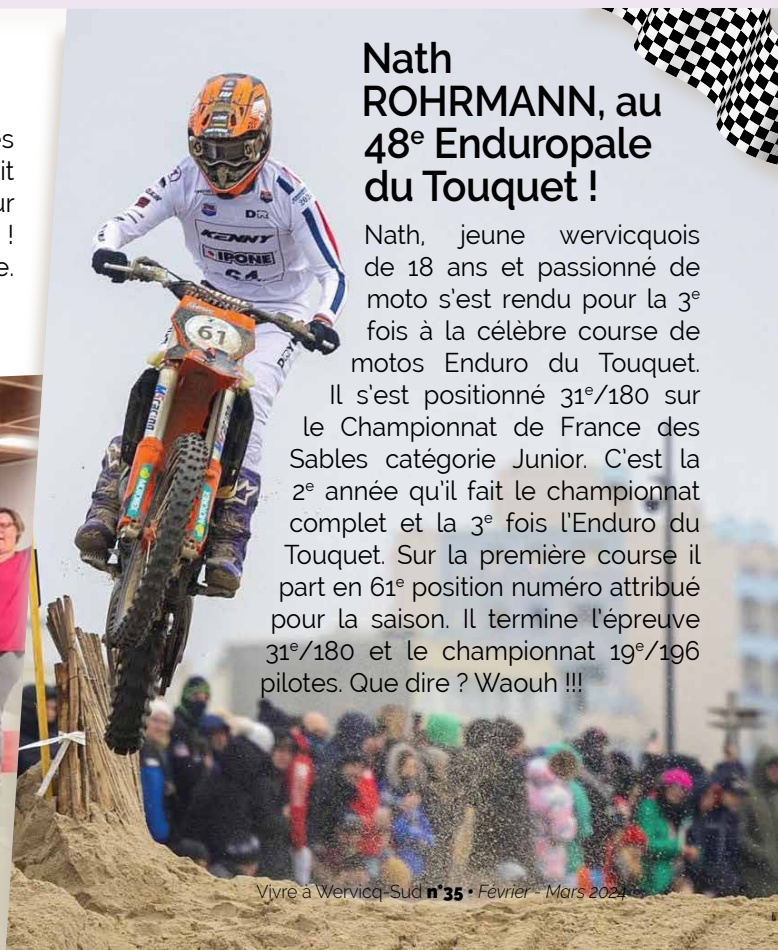 es
it
ur
!
e.
Nath
ROHRMANN, au
48e Enduropale
du Touquet !
Nath, jeune wervicquois
de 18 ans et passionné de
moto s'est rendu pour la 3e
fois à la célèbre course de
motos Enduro du Touquet.
Il s'est positionné 31e/180 sur
le Championnat de France des
Sables catégorie Junior. C'est la
2e année qu'il fait le championnat
complet et la 3e fois l'Enduro du
Touquet. Sur la première course il
part en 61e position numéro attribué
pour la saison. Il termine l'épreuve
31e/180 et le championnat 19e/196
pilotes. Que dire ? Waouh !!!
KENNY
IPONE
61
Vivre à Wervicq-Sud n°35 • Février - Mars 2024